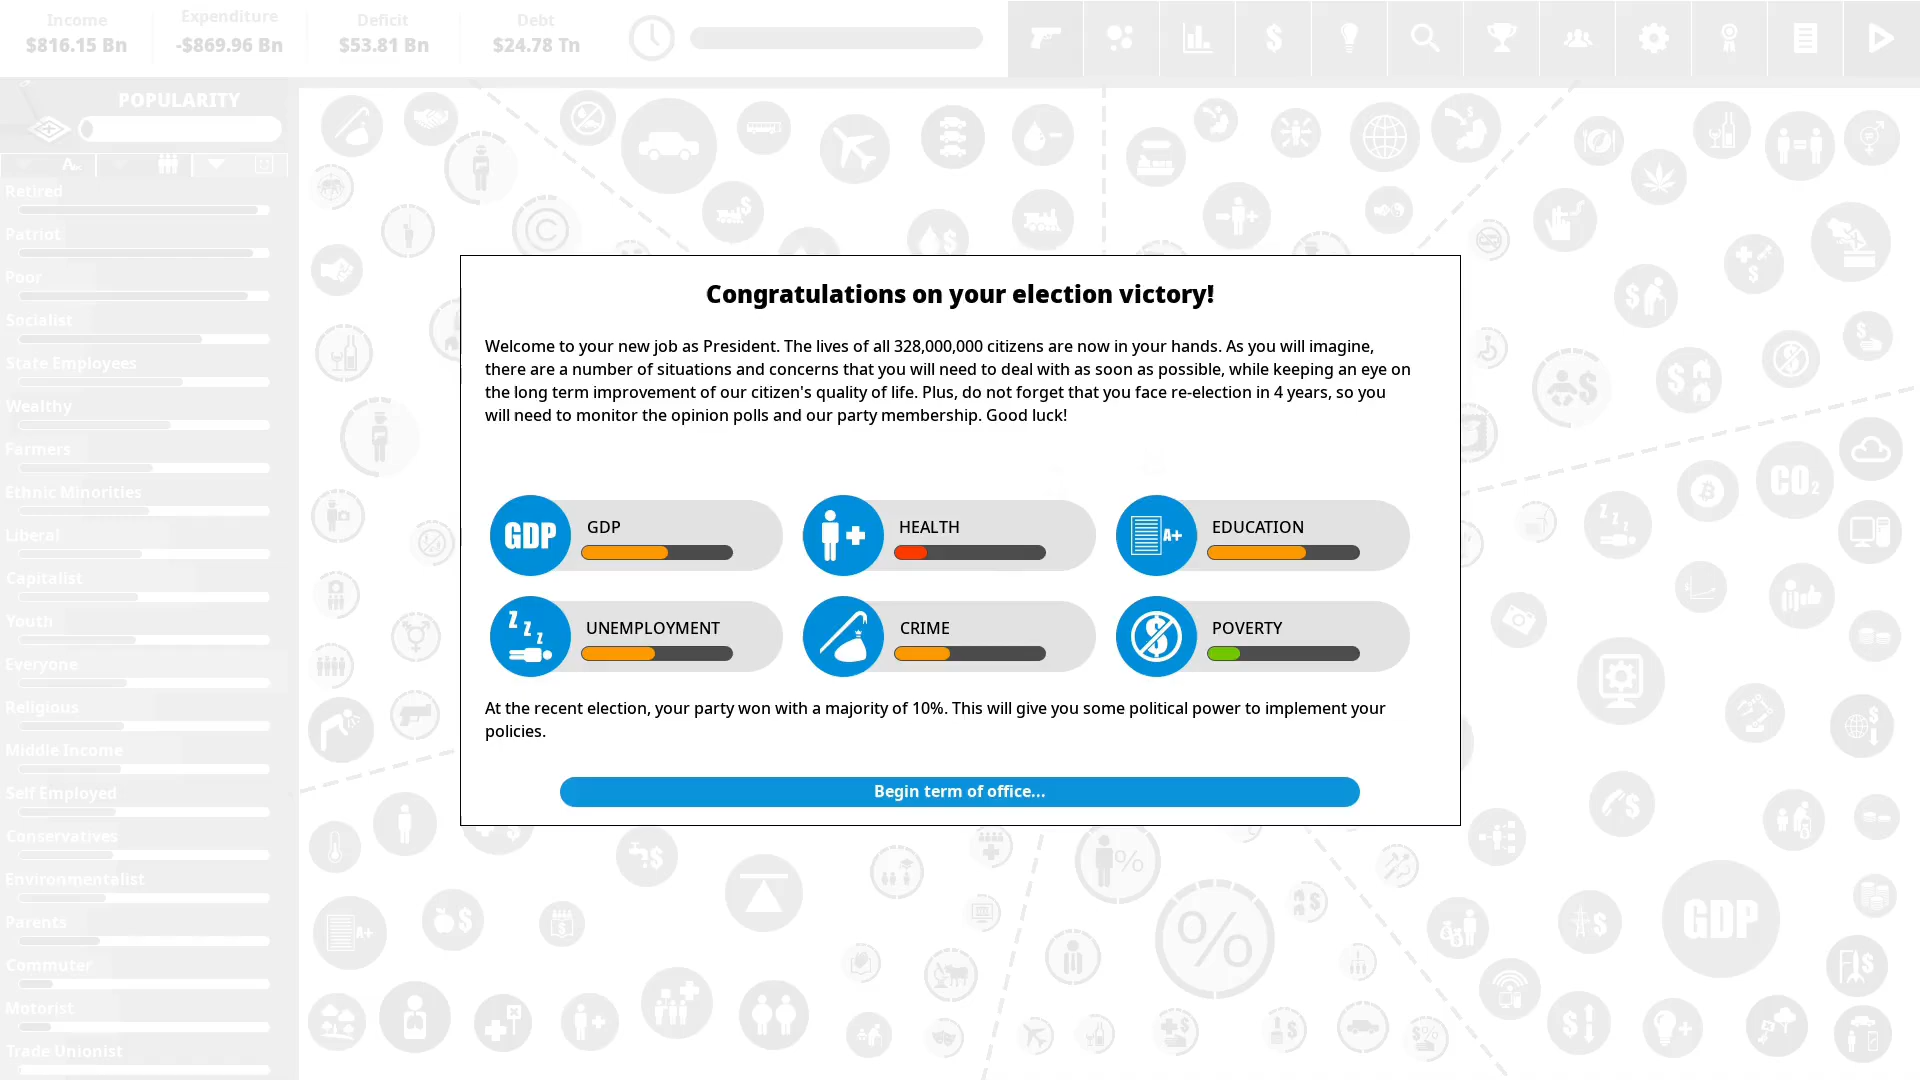 Income
Expenditure
Deficit
Debt
$816.15 Bn
-$869.96 Bn
$53.81 Bn
$24.78 Tn
POPULARITY
Retired
Patriot
Poor
Socialist
State Employees
Wealthy
Farmers
Ethnic Minorities
Liberal
Capitalist
Youth
Everyone
Religious
Middle Income
Self Employed
Conservatives
Environmentalist
Parents
Commuter
Motorist
Trade Unionist
Congratulations on your election victory!
Welcome to your new job as President. The lives of all 328,000,000 citizens are now in your hands. As you will imagine,
there are a number of situations and concerns that you will need to deal with as soon as possible, while keeping an eye on
the long term improvement of our citizen's quality of life. Plus, do not forget that you face re-election in 4 years, so you
will need to monitor the opinion polls and our party membership. Good luck!
GDP
GDP
HEALTH
A+
EDUCATION
Z Z Z
UNEMPLOYMENT
CRIME
POVERTY
At the recent election, your party won with a majority of 10%. This will give you some political power to implement your
policies.
Begin term of office...
CO2
Z Z Z
A+
GDP